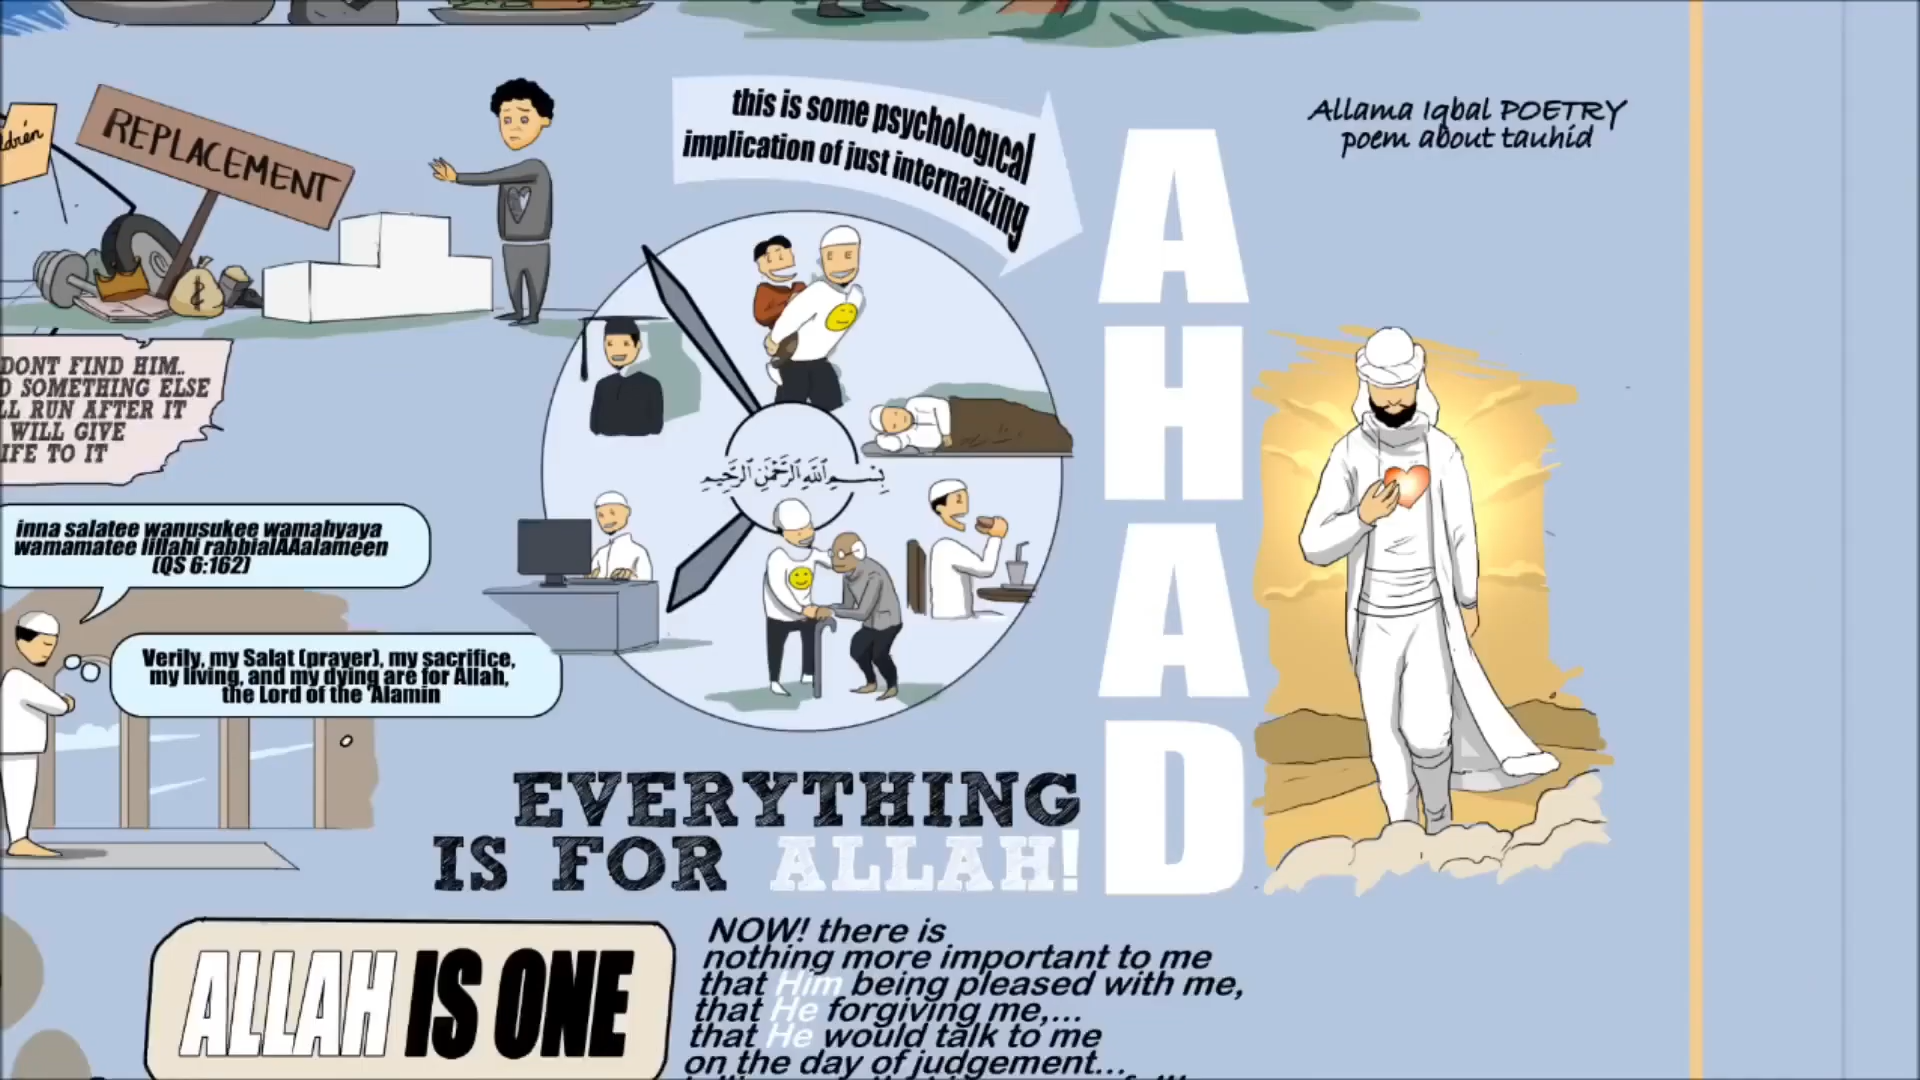 drén
REPLACEMENT
this is some psychological
implication of just internalizing
Allama Iqbal POETRY
poem about tauhid
AHAD
DONT FIND HIM..
SOMETHING ELSE
RUN AFTER IT
WILL GIVE
TO IT
بِسْمِ اللَّهِ الرَّحْمَٰنِ الرَّحِيمِ
inna salatee wanusukee wamahyaya
wamamatee lillahi rabbialAAalameen
(QS 6:162)
Verily, my Salat (prayer), my sacrifice,
my living, and my dying are for Allah,
the Lord of the 'Alamin
EVERYTHING
IS FOR ALLAH!
ALLAH IS ONE
NOW! there is
nothing more important to me
that Him being pleased with me,
that He forgiving me,...
that He would talk to me
on the day of judgement...